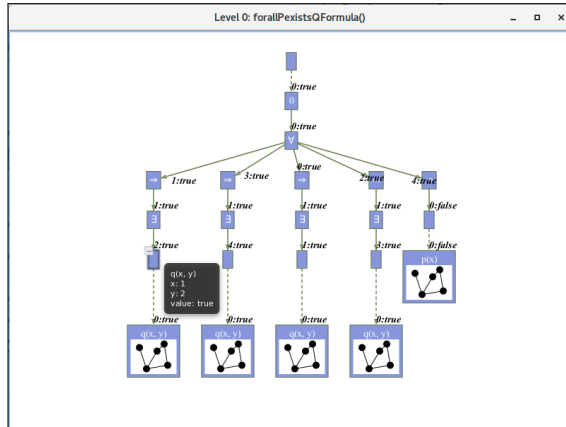 Level 0: forallPexistsQFormula()
0:true
()
0:true
∀
1:true 3:true 0:true 2:true 4:true
⇒ ⇒ ⇒ ⇒
1:true 1:true 1:true 1:true 0:false
∃ ∃ ∃ ∃
2:true 4:true 1:true 3:true 0:false
p(x)
q(x, y)
x: 1
y: 2
value: true
0:true 0:true 0:true 0:true
q(x, y) q(x, y) q(x, y) q(x, y)